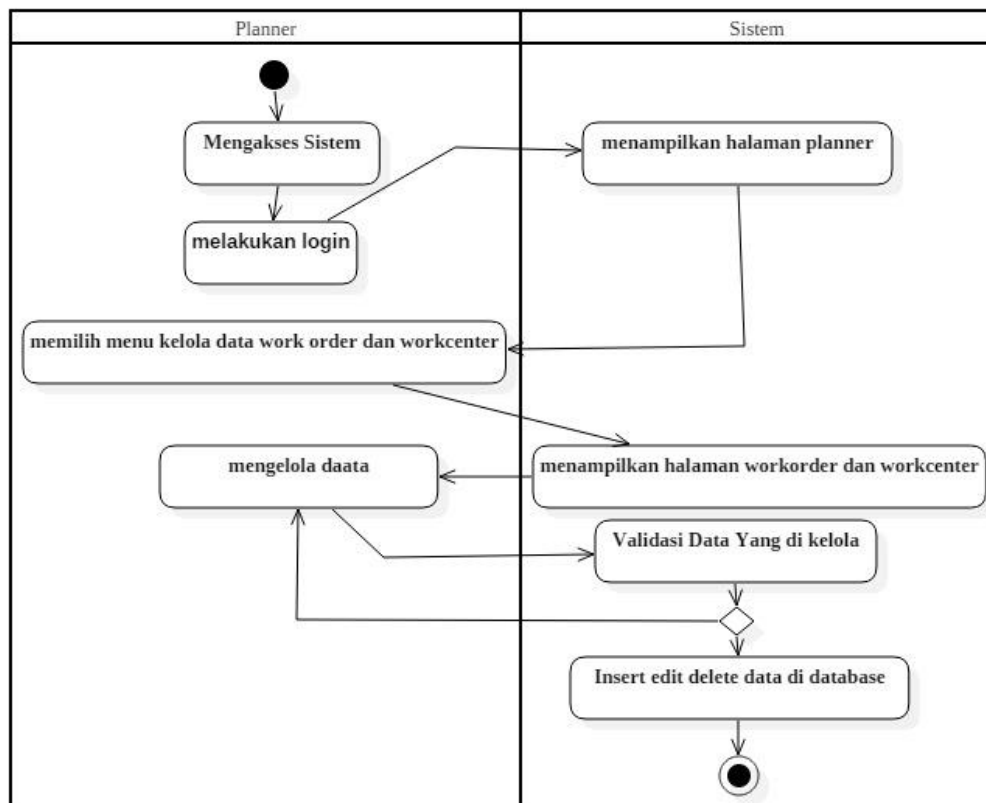 Planner
Sistem
Mengakses Sistem
menampilkan halaman planner
melakukan login
memilih menu kelola data work order dan workcenter
mengelola daata
menampilkan halaman workorder dan workcenter
Validasi Data Yang di kelola
Insert edit delete data di database